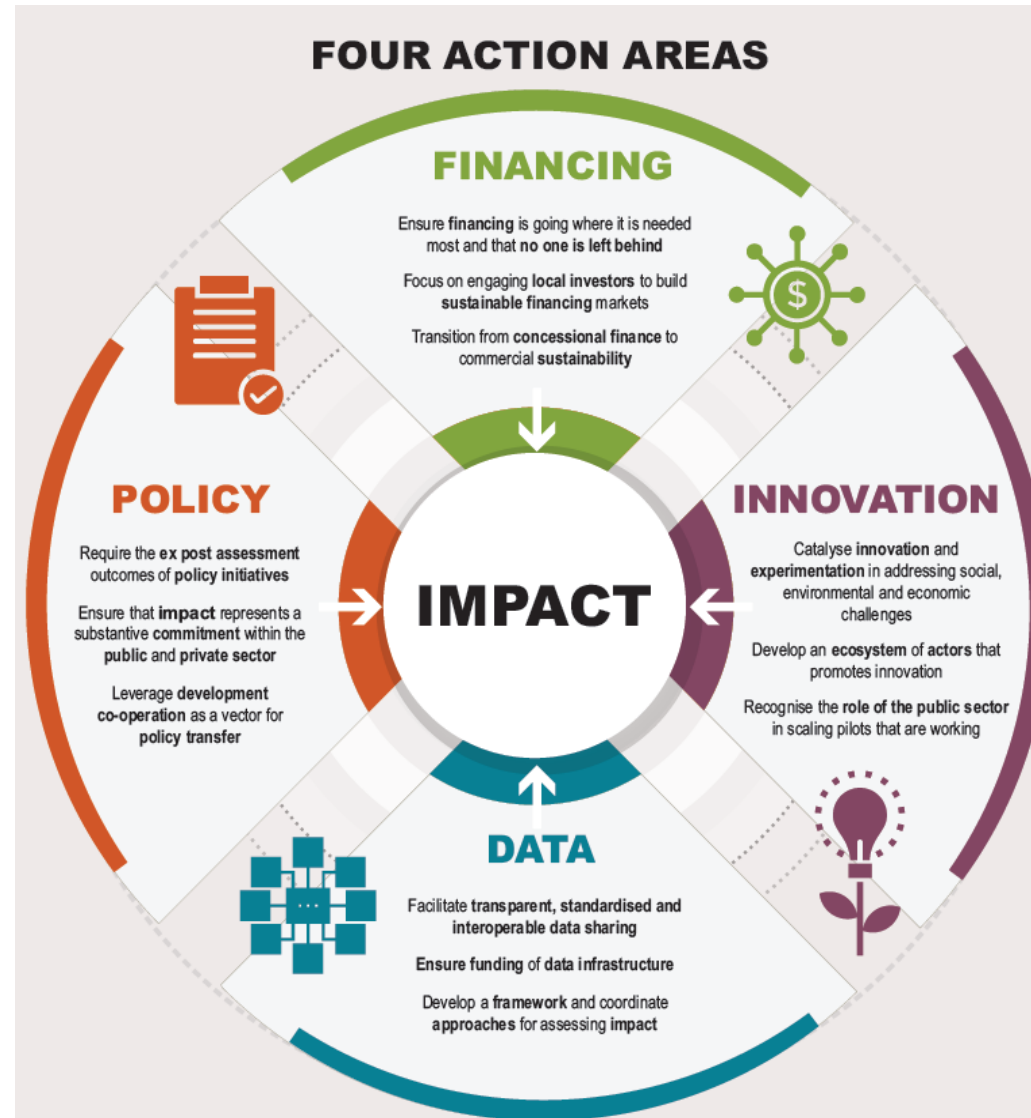 FOUR ACTION AREAS
FINANCING
Ensure financing is going where it is needed
most and that no one is left behind
Focus on engaging local investors to build
sustainable financing markets
Transition from concessional finance to
commercial sustainability
$
POLICY
Require the ex post assessment
outcomes of policy initiatives
Ensure that impact represents a
substantive commitment within the
public and private sector
Leverage development
co-operation as a vector for
policy transfer
IMPACT
INNOVATION
Catalyse innovation and
experimentation in addressing social,
environmental and economic
challenges
Develop an ecosystem of actors that
promotes innovation
Recognise the role of the public sector
in scaling pilots that are working
DATA
Facilitate transparent, standardised and
interoperable data sharing
Ensure funding of data infrastructure
Develop a framework and coordinate
approaches for assessing impact